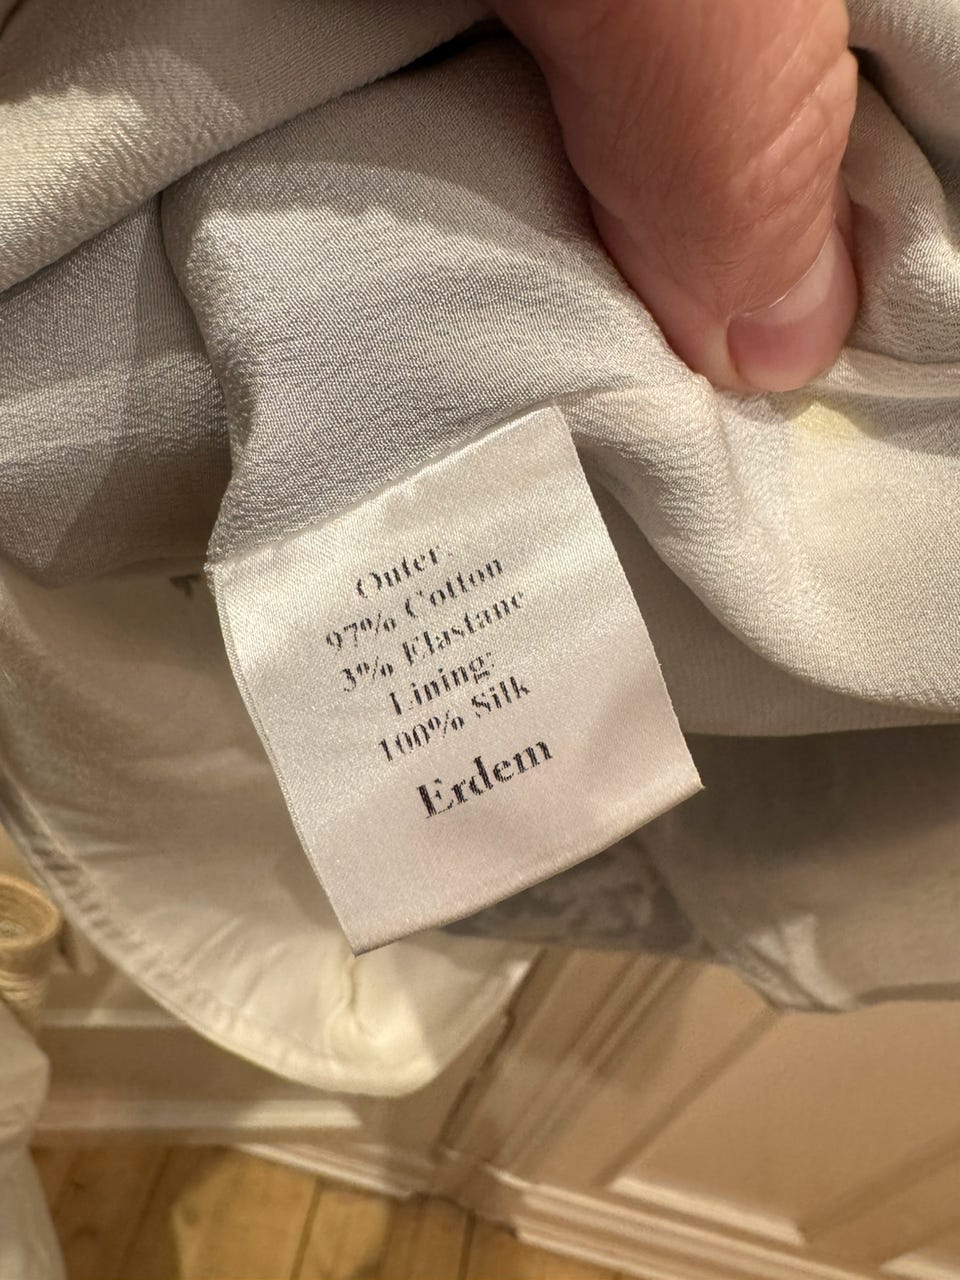 Outer:
97% Cotton
3% Elastane
Lining:
100% Silk
Erdem